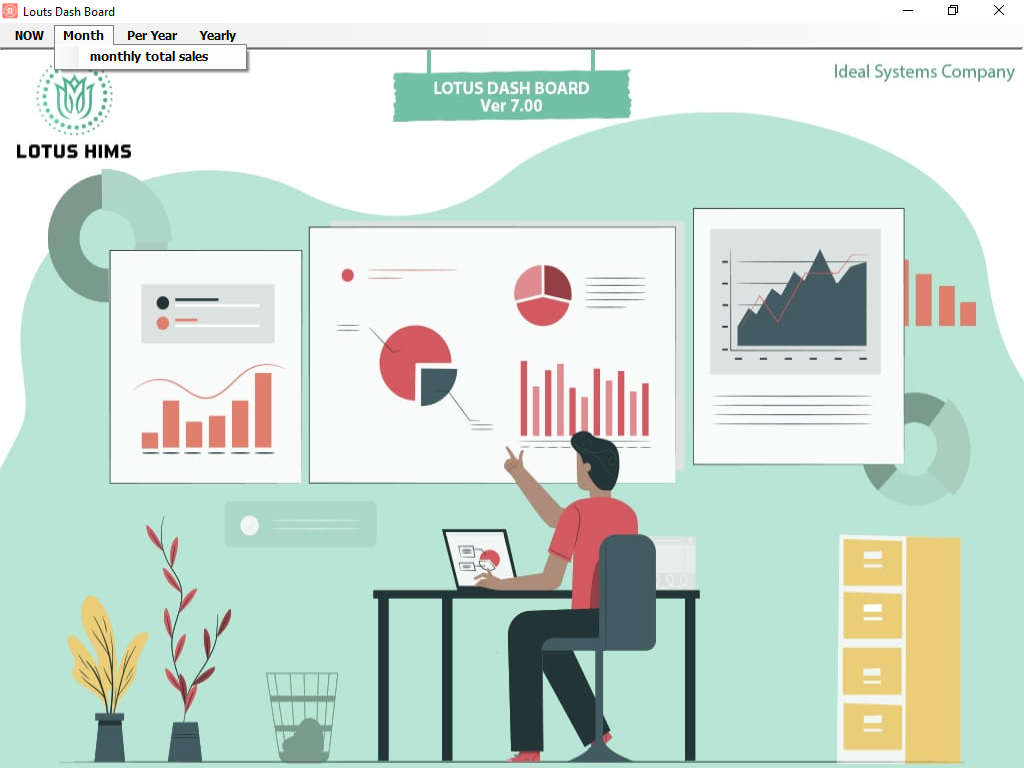 Louts Dash Board
NOW Month Per Year Yearly
monthly total sales
LOTUS DASH BOARD
Ver 7.00
Ideal Systems Company
LOTUS HIMS